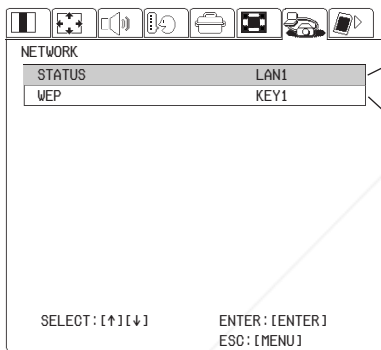 NETWORK
STATUS LAN1
WEP KEY1
SELECT:[↑][↓] ENTER:[ENTER]
ESC:[MENU]